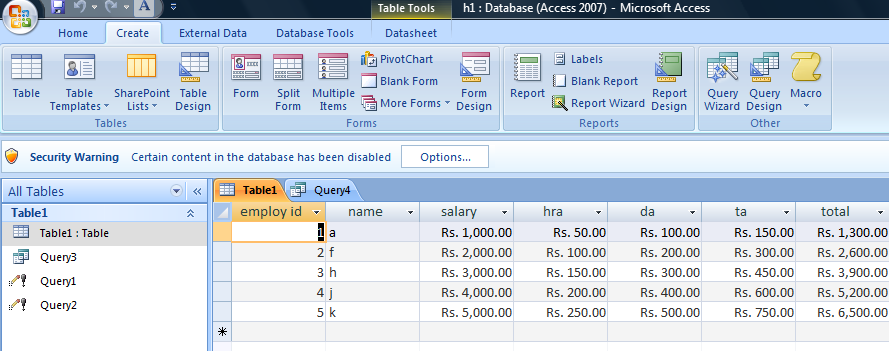 Table Tools h1 : Database (Access 2007) - Microsoft Access
Home Create External Data Database Tools Datasheet
PivotChart Labels
Blank Form Blank Report
More Forms Report Wizard
Table Table Templates SharePoint Lists Table Design Form Split Form Multiple Items Form Design Report Report Design Query Wizard Query Design Macro
Tables Forms Reports Other
Security Warning Certain content in the database has been disabled Options...
All Tables
Table1
Table1 : Table
Query3
Query1
Query2
Table1 Query4
employ id name salary hra da ta total
1 a Rs. 1,000.00 Rs. 50.00 Rs. 100.00 Rs. 150.00 Rs. 1,300.00
2 f Rs. 2,000.00 Rs. 100.00 Rs. 200.00 Rs. 300.00 Rs. 2,600.00
3 h Rs. 3,000.00 Rs. 150.00 Rs. 300.00 Rs. 450.00 Rs. 3,900.00
4 j Rs. 4,000.00 Rs. 200.00 Rs. 400.00 Rs. 600.00 Rs. 5,200.00
5 k Rs. 5,000.00 Rs. 250.00 Rs. 500.00 Rs. 750.00 Rs. 6,500.00